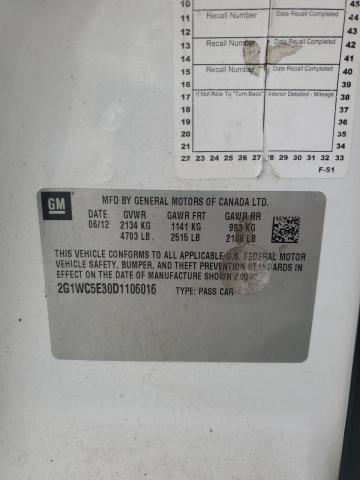 10 45
11 Recall Number Date Recall Completed 44
12 43
13 Recall Number Date Recall Completed 42
14 41
15 Recall Number Date Recall Completed 40
16 39
17 If Not Able To "Turn Back" Interior Detailed - Mileage 38
18 37
19 36
20 35
21 34
22 23 24 25 26 27 28 29 30 31 32 33
F-51
GM
MFD BY GENERAL MOTORS OF CANADA LTD.
DATE GVWR GAWR FRT GAWR RR
06/12 2134 KG 1141 KG 993 KG
4703 LB 2515 LB 2188 LB
THIS VEHICLE CONFORMS TO ALL APPLICABLE U.S. FEDERAL MOTOR
VEHICLE SAFETY, BUMPER, AND THEFT PREVENTION STANDARDS
IN EFFECT ON THE DATE OF MANUFACTURE SHOWN
2G1WC5E30D1106016 TYPE: PASS CAR